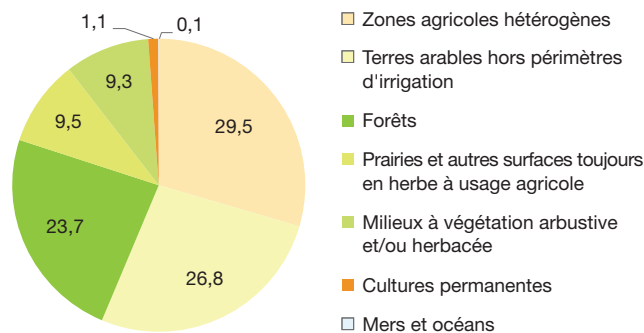 1,1
0,1
9,3
9,5
29,5
23,7
26,8
Zones agricoles hétérogènes
Terres arables hors périmètres
d'irrigation
Forêts
Prairies et autres surfaces toujours
en herbe à usage agricole
Milieux à végétation arbustive
et/ou herbacée
Cultures permanentes
Mers et océans